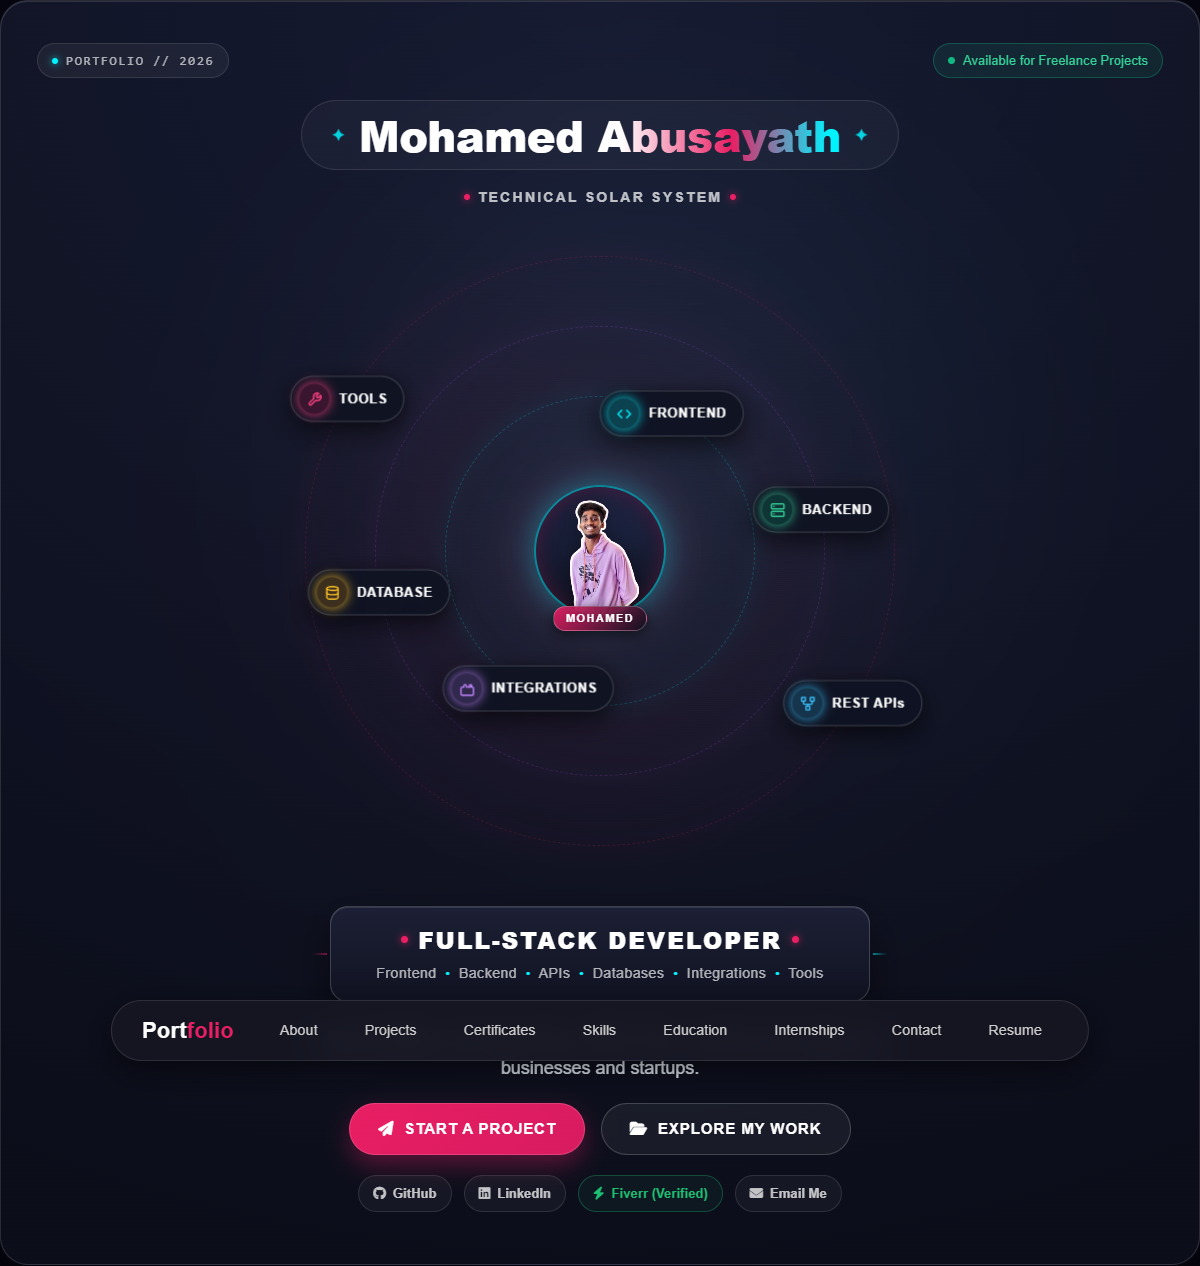 PORTFOLIO // 2026
Available for Freelance Projects
Mohamed Abusayath
TECHNICAL SOLAR SYSTEM
TOOLS
FRONTEND
BACKEND
DATABASE
MOHAMED
INTEGRATIONS
REST APIs
FULL-STACK DEVELOPER
Frontend • Backend • APIs • Databases • Integrations • Tools
Portfolio About Projects Certificates Skills Education Internships Contact Resume
businesses and startups.
START A PROJECT
EXPLORE MY WORK
GitHub
LinkedIn
Fiverr (Verified)
Email Me